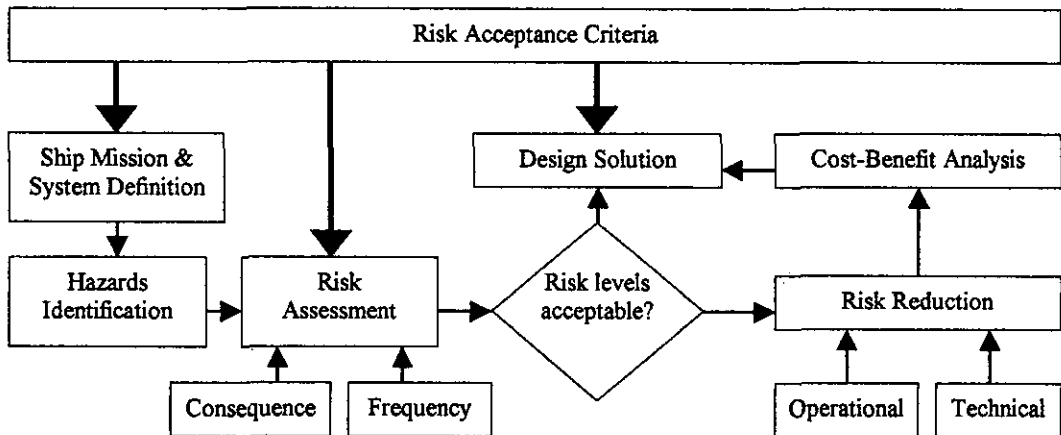 Risk Acceptance Criteria
Ship Mission &
System Definition
Design Solution
Cost-Benefit Analysis
Hazards
Identification
Risk
Assessment
Risk levels
acceptable?
Risk Reduction
Consequence
Frequency
Operational
Technical